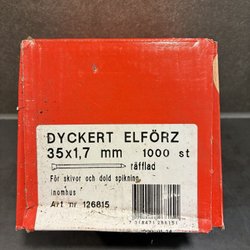 DYCKERT ELFÖRZ
35x1,7 mm 1000 st
räfflad
För skivor och dold spikning
inomhus
Art nr 126815